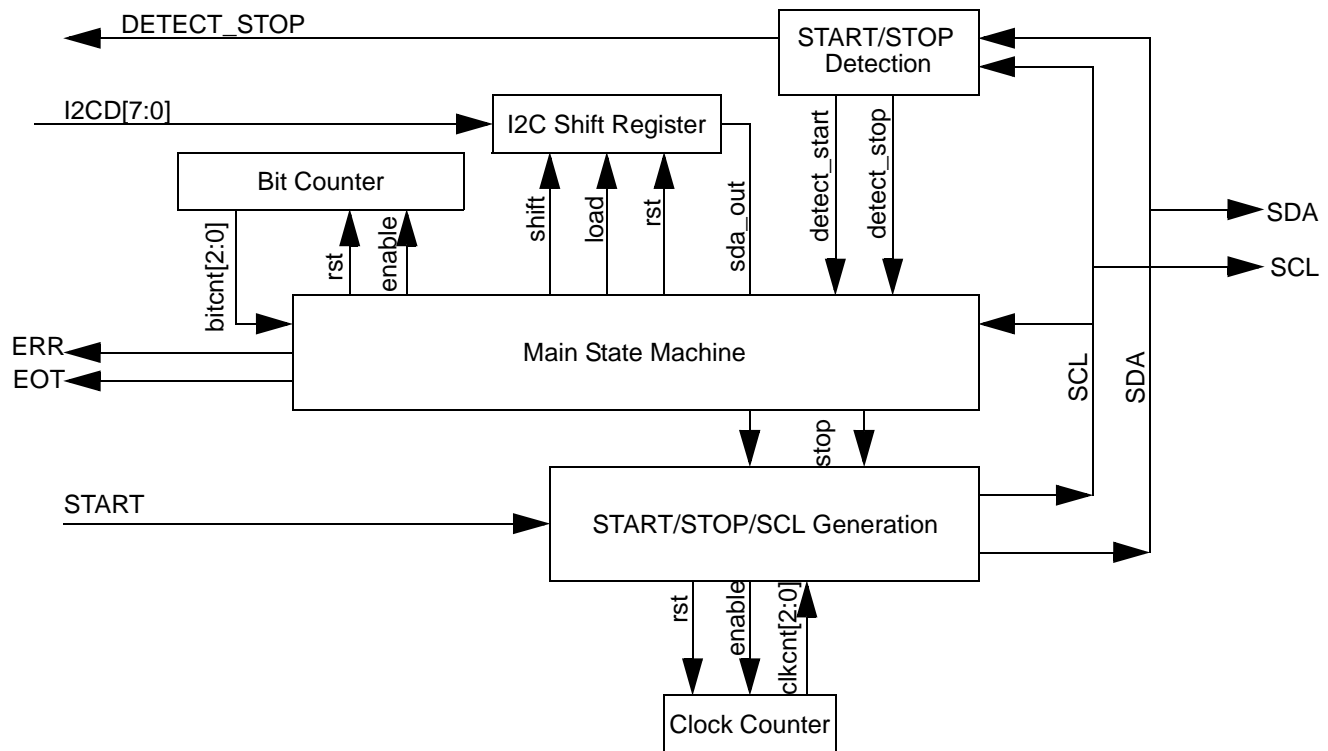 DETECT_STOP
START/STOP
Detection
I2CD[7:0]
I2C Shift Register
Bit Counter
detect_start
detect_stop
shift
load
rst
sda_out
bitcnt[2:0]
rst
enable
SDA
SCL
Main State Machine
ERR
EOT
SCL
SDA
stop
START
START/STOP/SCL Generation
rst
enable
clkcnt[2:0]
Clock Counter